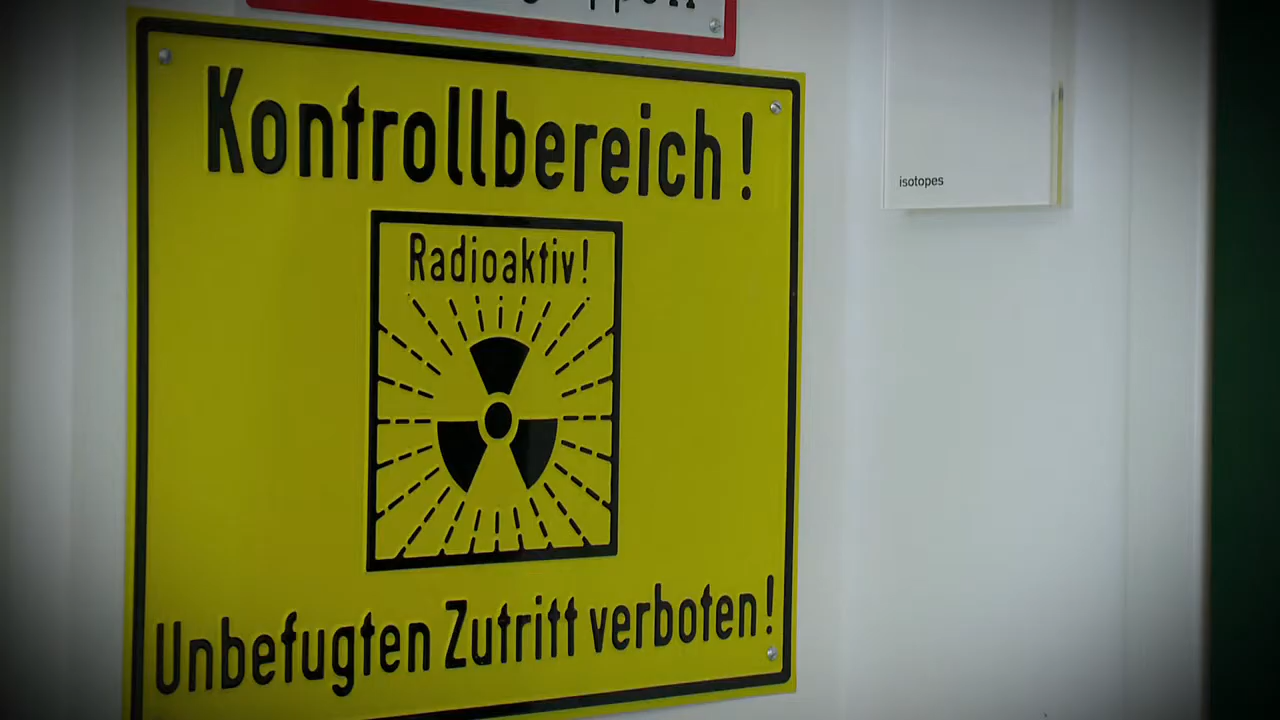 Kontrollbereich!
Radioaktiv!
Unbefugten Zutritt verboten!
isotopes